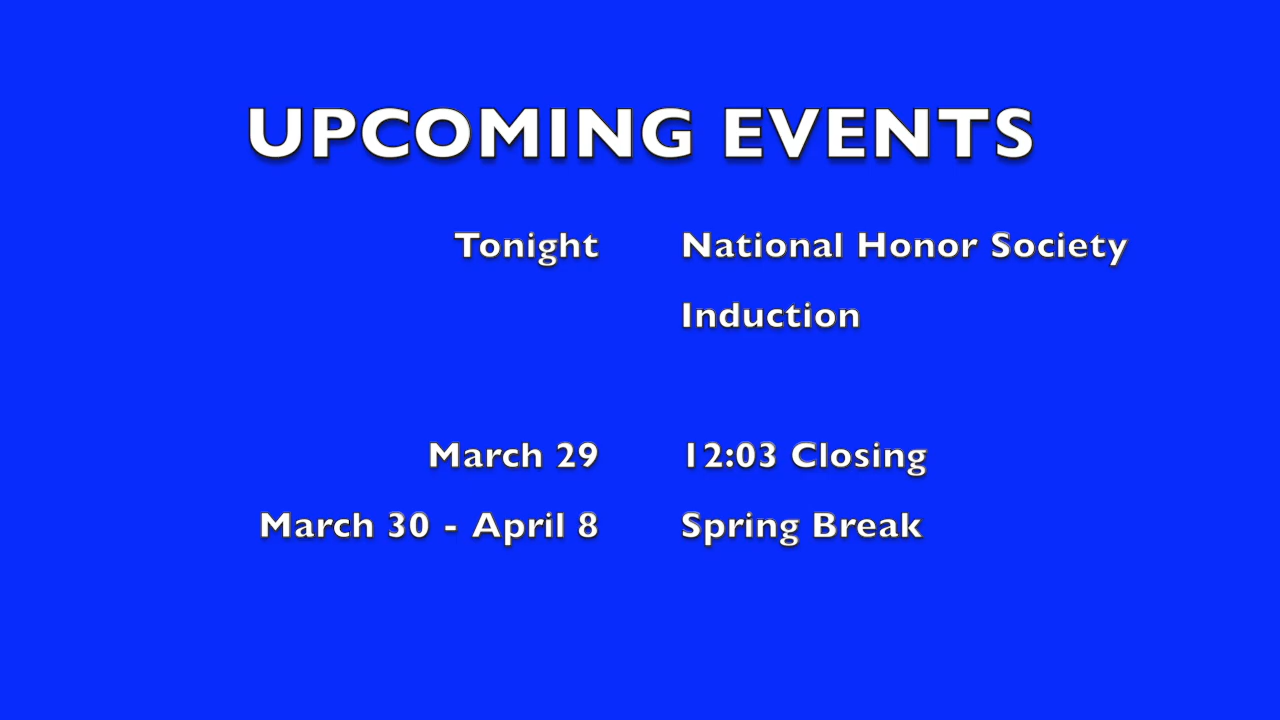 UPCOMING EVENTS
Tonight National Honor Society
Induction
March 29 12:03 Closing
March 30 - April 8 Spring Break